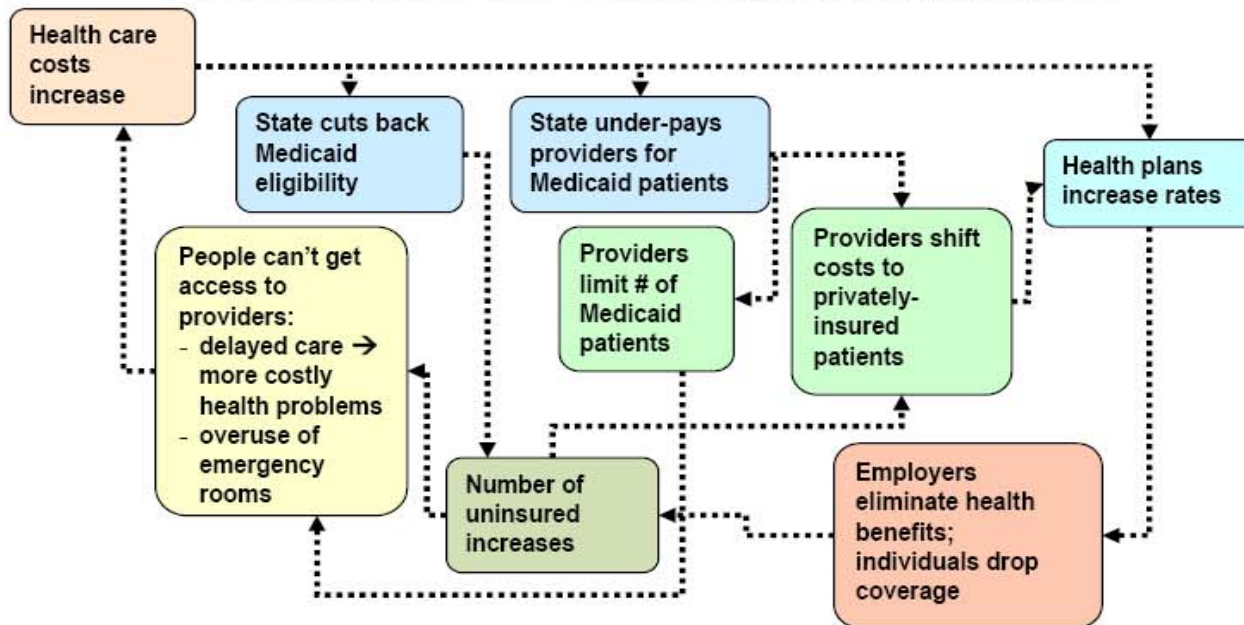 Health care
costs
increase
State cuts back
Medicaid
eligibility
State under-pays
providers for
Medicaid patients
Health plans
increase rates
People can't get
access to
providers:
- delayed care →
more costly
health problems
- overuse of
emergency
rooms
Providers
limit # of
Medicaid
patients
Providers shift
costs to
privately-
insured
patients
Number of
uninsured
increases
Employers
eliminate health
benefits;
individuals drop
coverage